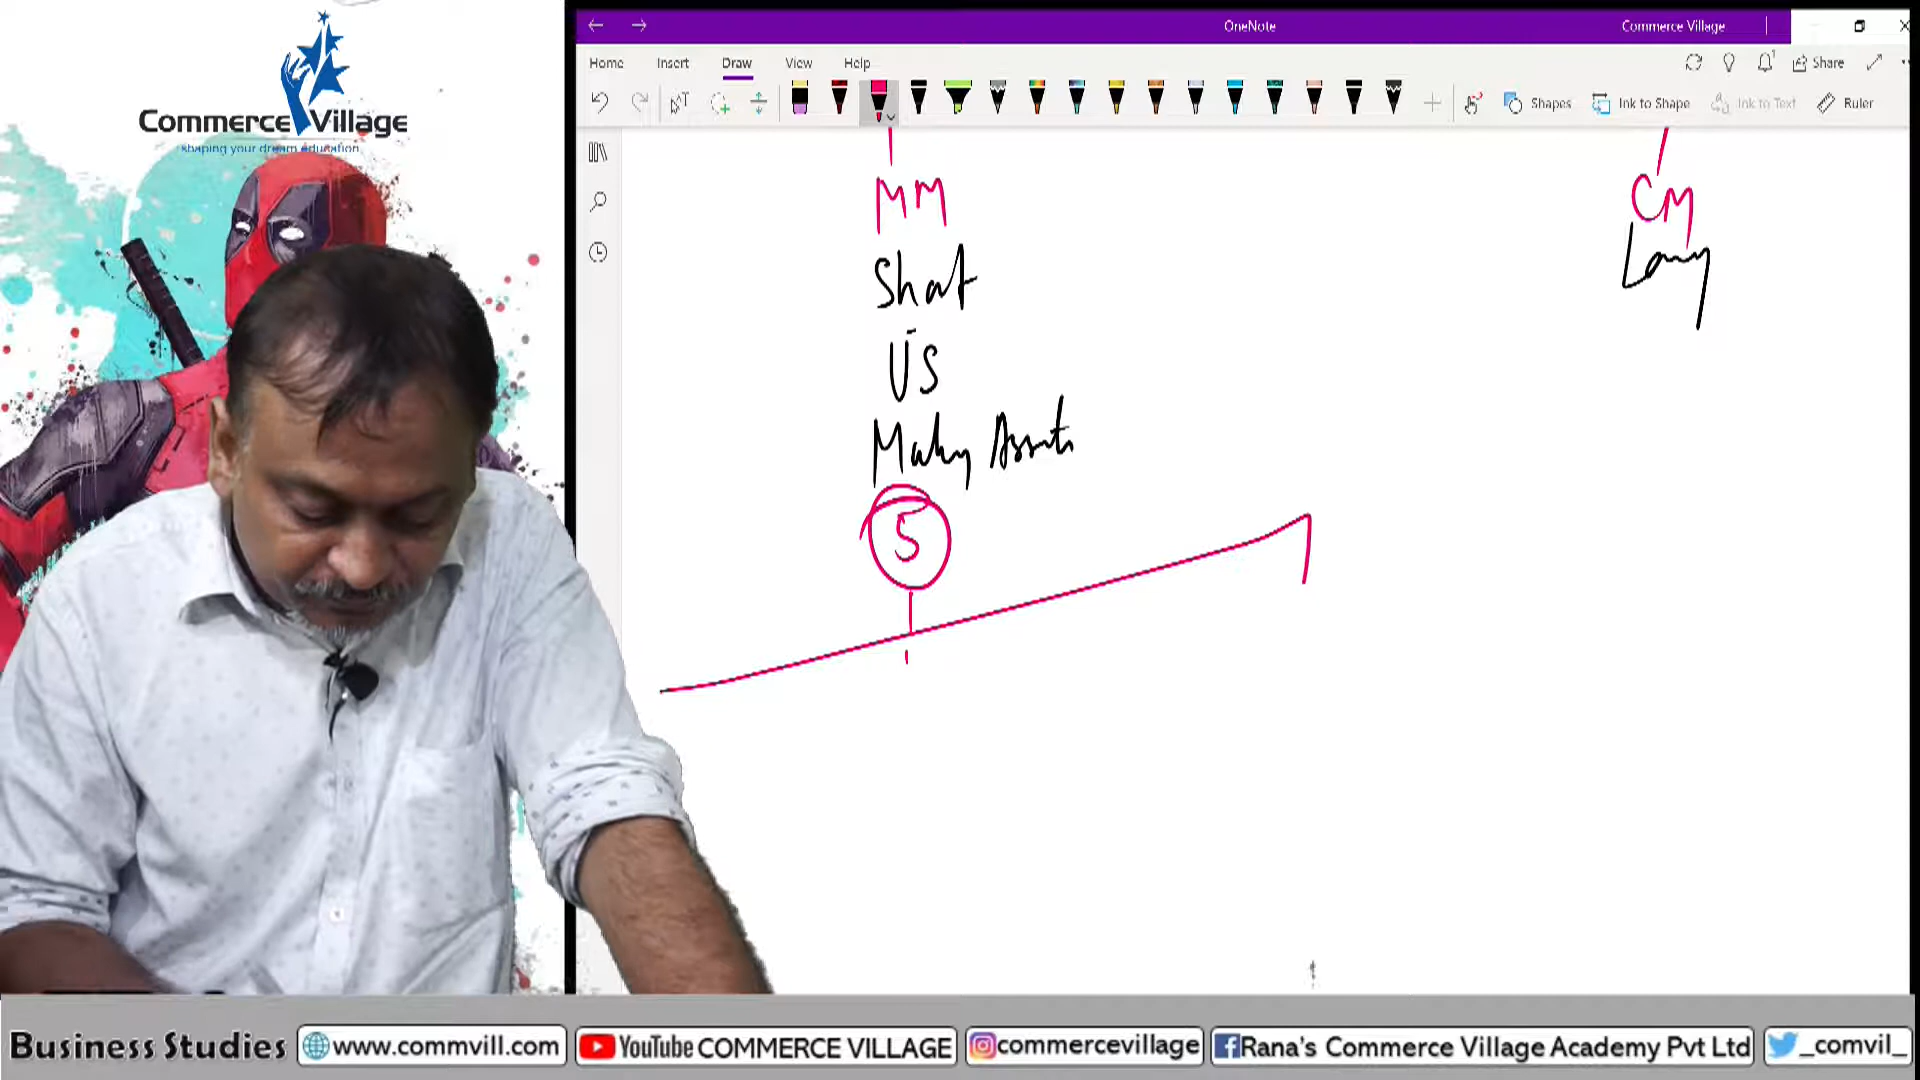 Commerce Village
shaping your dream education
OneNote
Commerce Village
Home Insert Draw View Help
Share
Shapes Ink to Shape Ink to Text Ruler
MM
CM
Shot
Long
US
Assets
5
Business Studies www.commvill.com YouTube COMMERCE VILLAGE commercevillage Rana's Commerce Village Academy Pvt Ltd _comvil_